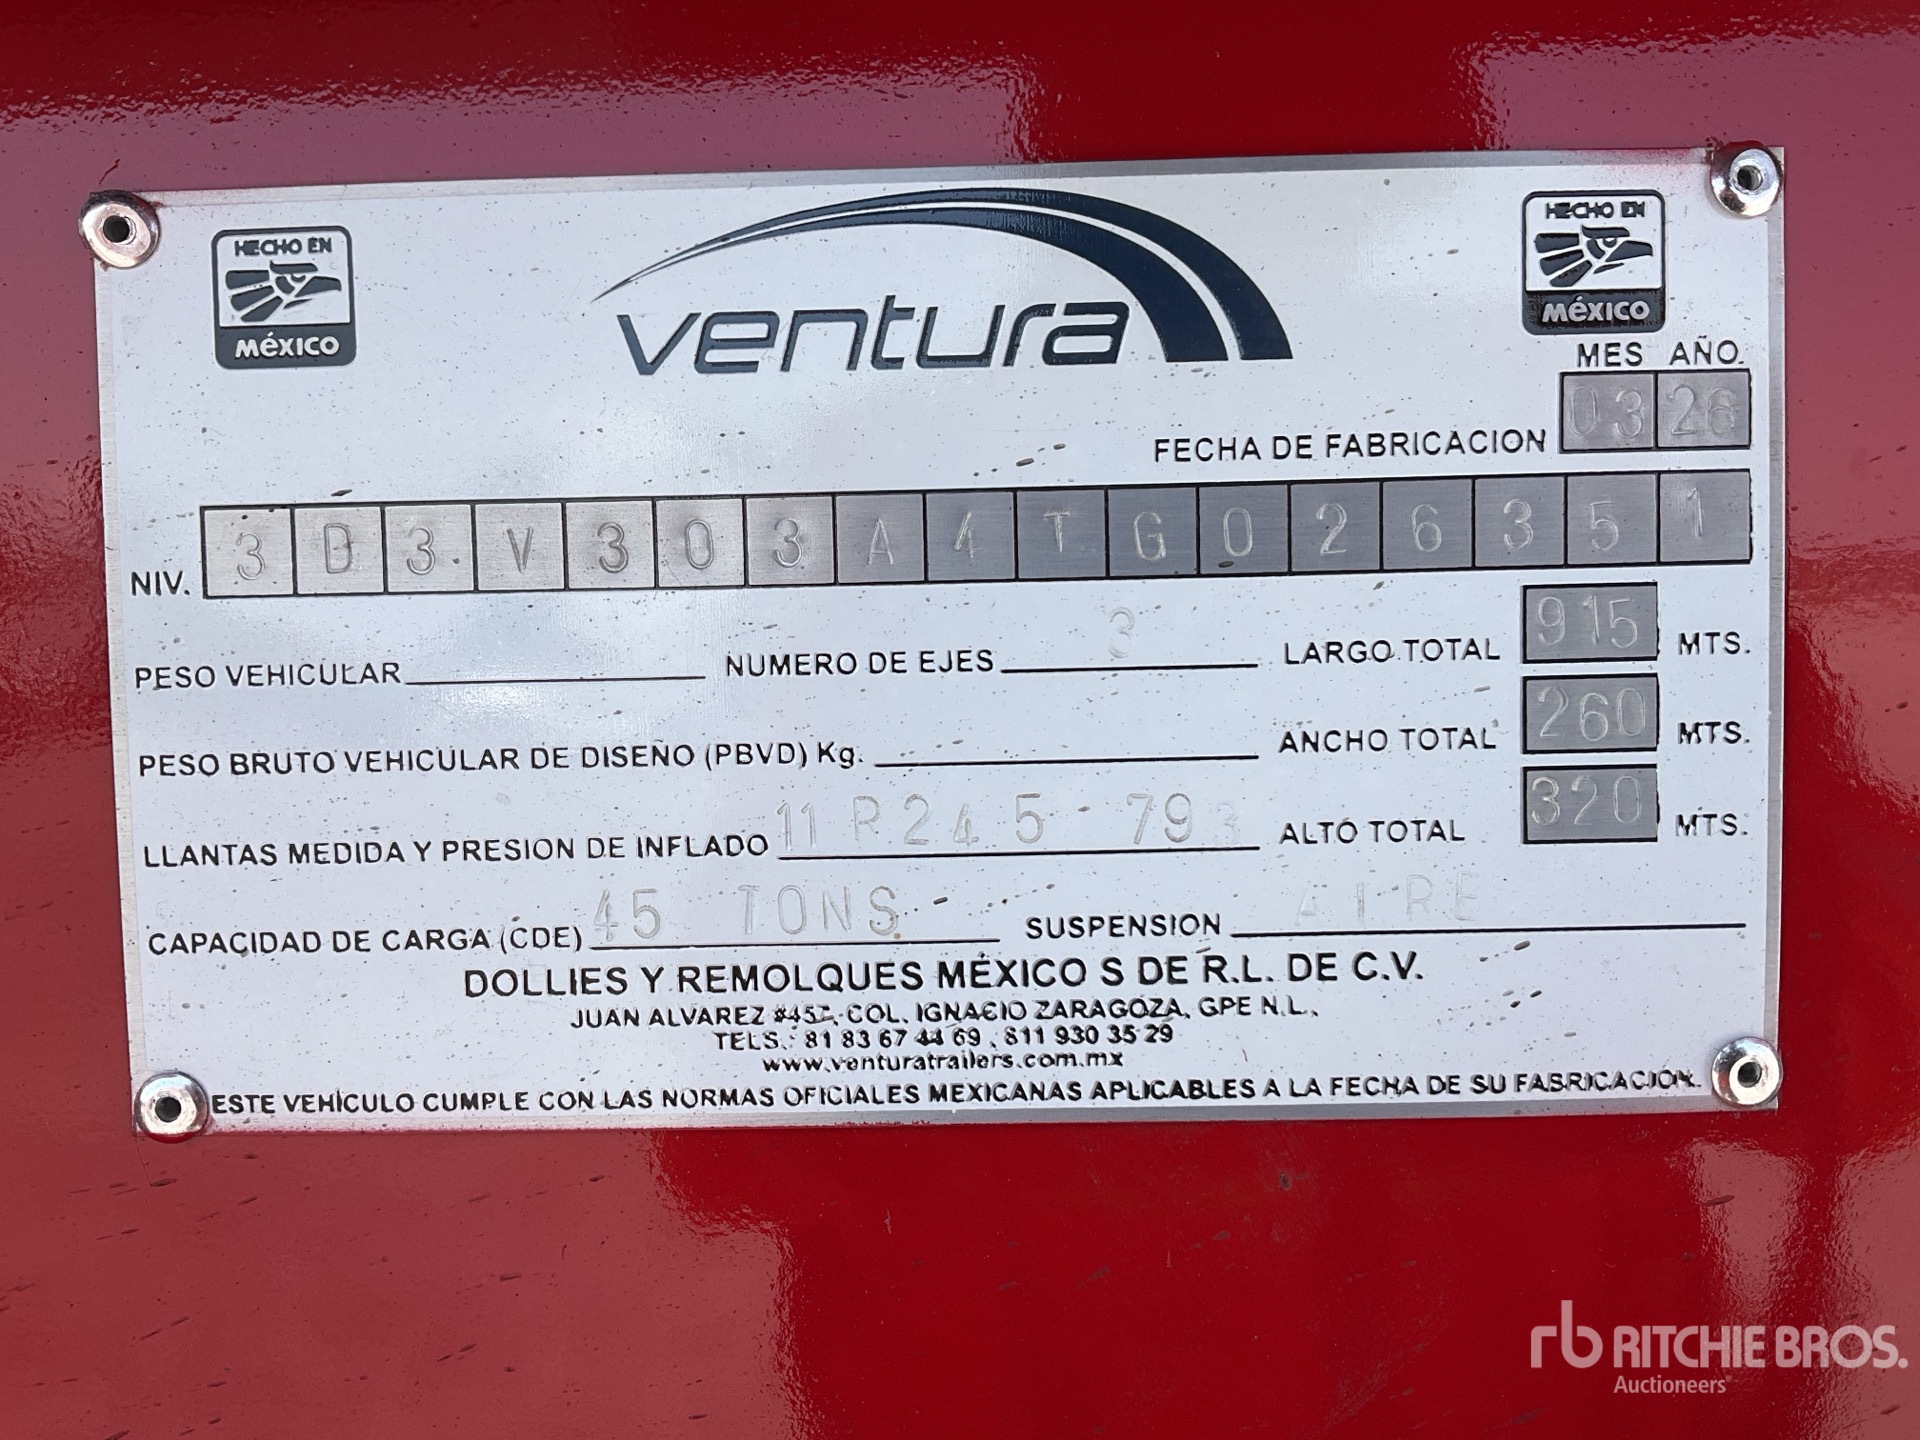 HECHO EN
MÉXICO
ventura
HECHO EN
MÉXICO
MES AÑO.
FECHA DE FABRICACION 03 26
NIV. 3 D 3 V 3 0 3 A 4 T G 0 2 6 3 5 1
PESO VEHICULAR NUMERO DE EJES 3 LARGO TOTAL 915 MTS.
PESO BRUTO VEHICULAR DE DISEÑO (PBVD) Kg. ANCHO TOTAL 260 MTS.
LLANTAS MEDIDA Y PRESION DE INFLADO 11 R 24 5 - 793 ALTO TOTAL 320 MTS.
CAPACIDAD DE CARGA (CDE) 45 TONS SUSPENSION AIRE
DOLLIES Y REMOLQUES MÉXICO S DE R.L. DE C.V.
JUAN ALVAREZ COL. IGNACIO ZARAGOZA, GPE N.L.,
TELS.: 81 83 67 44 69, 811 930 35 29
www.venturatrailers.com.mx
ESTE VEHÍCULO CUMPLE CON LAS NORMAS OFICIALES MEXICANAS APLICABLES A LA FECHA DE SU FABRICACIÓN.
rb RITCHIE BROS.
Auctioneers